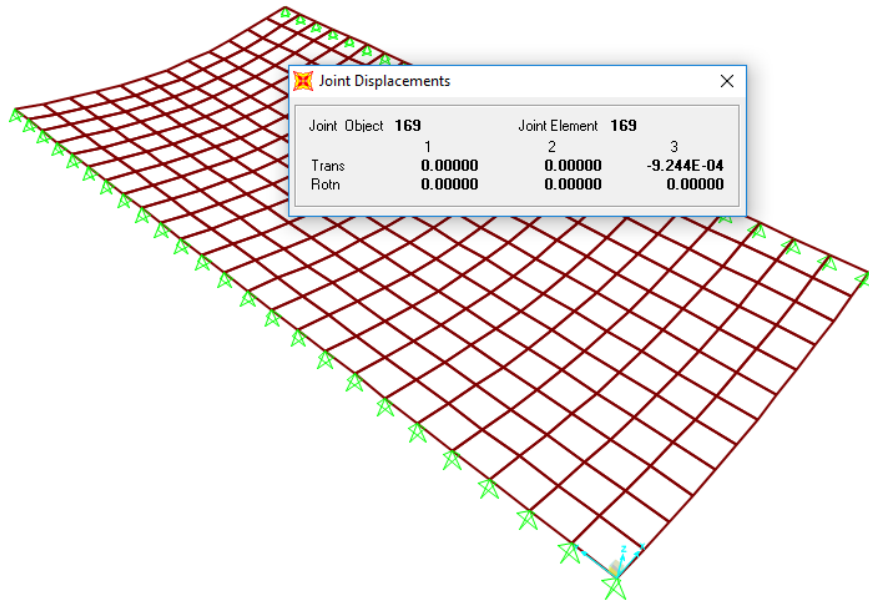 Joint Displacements
Joint Object 169 Joint Element 169
1 2 3
Trans 0.00000 0.00000 -9.244E-04
Rotn 0.00000 0.00000 0.00000
Z